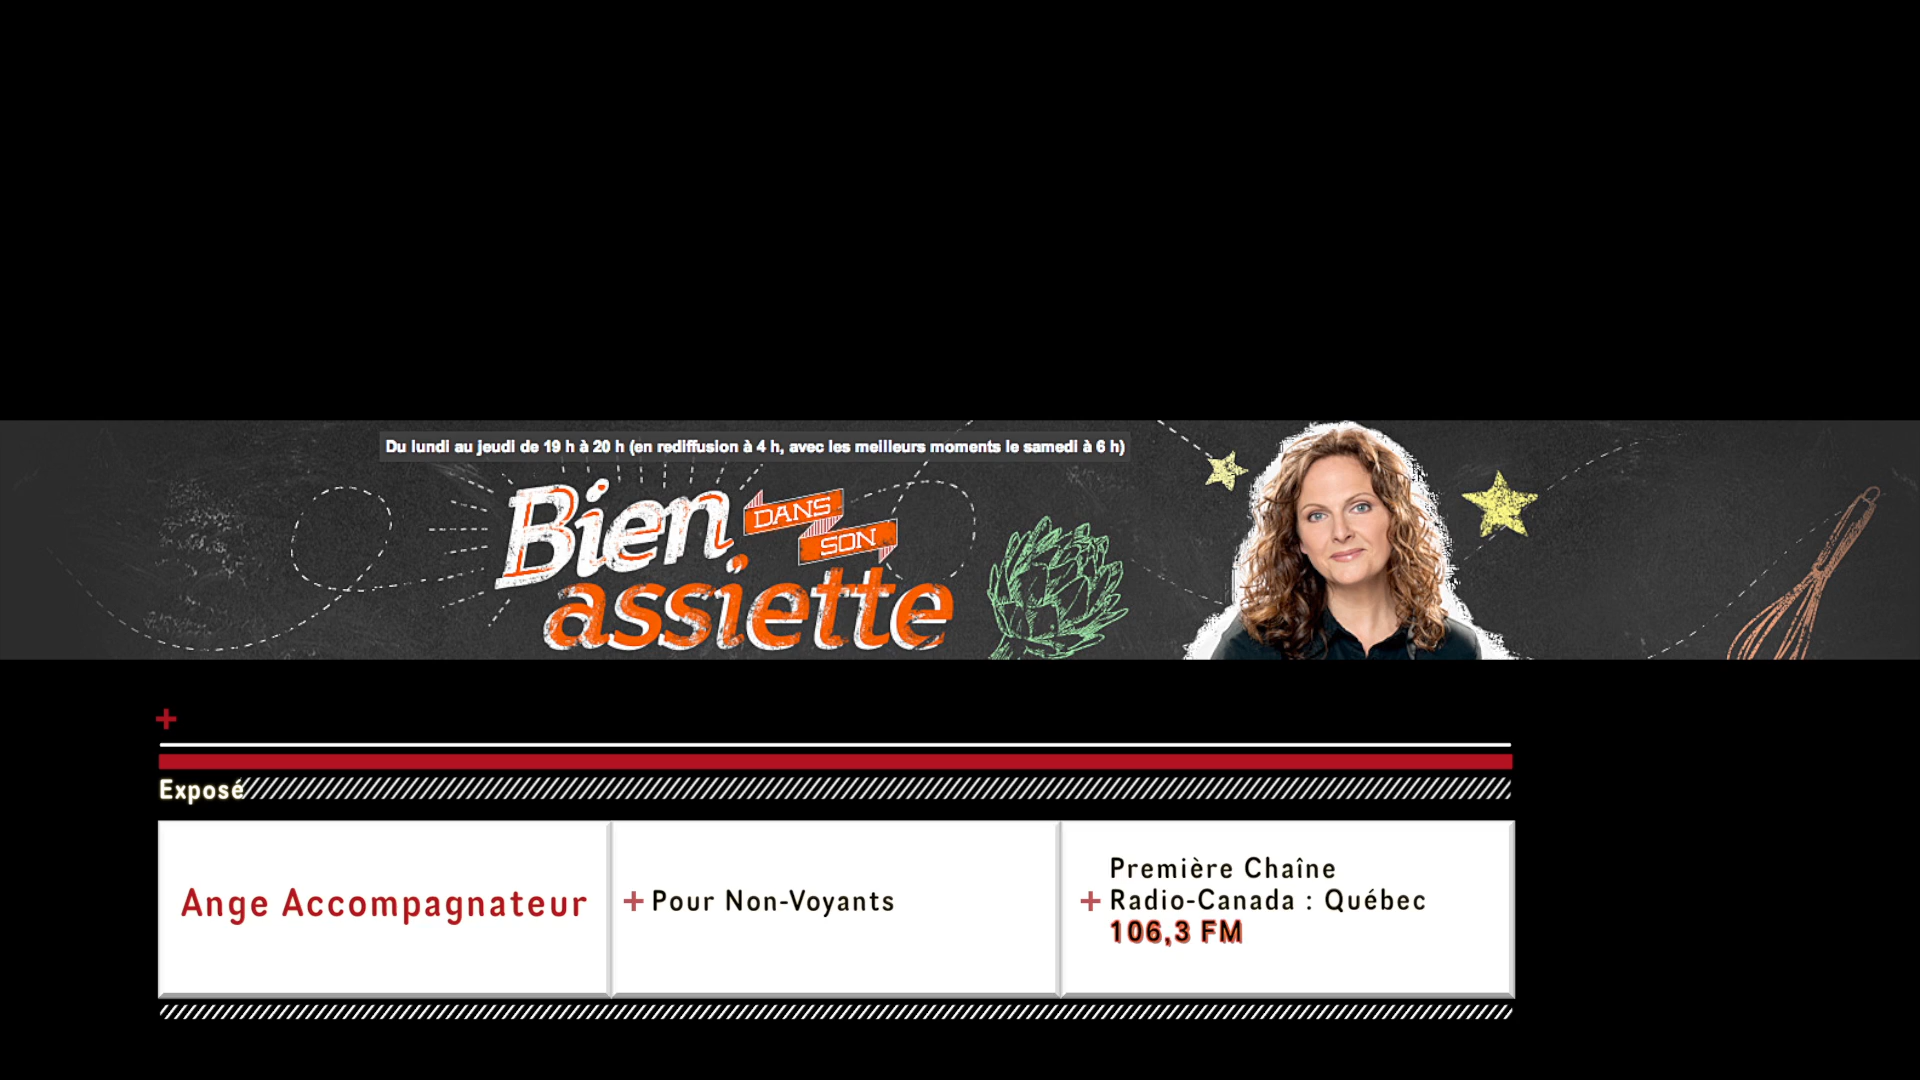 Du lundi au jeudi de 19 h à 20 h (en rediffusion à 4 h, avec les meilleurs moments le samedi à 6 h)
Bien DANS
SON
assiette
Exposé
Ange Accompagnateur
+ Pour Non-Voyants
Première Chaîne
+ Radio-Canada : Québec
106,3 FM